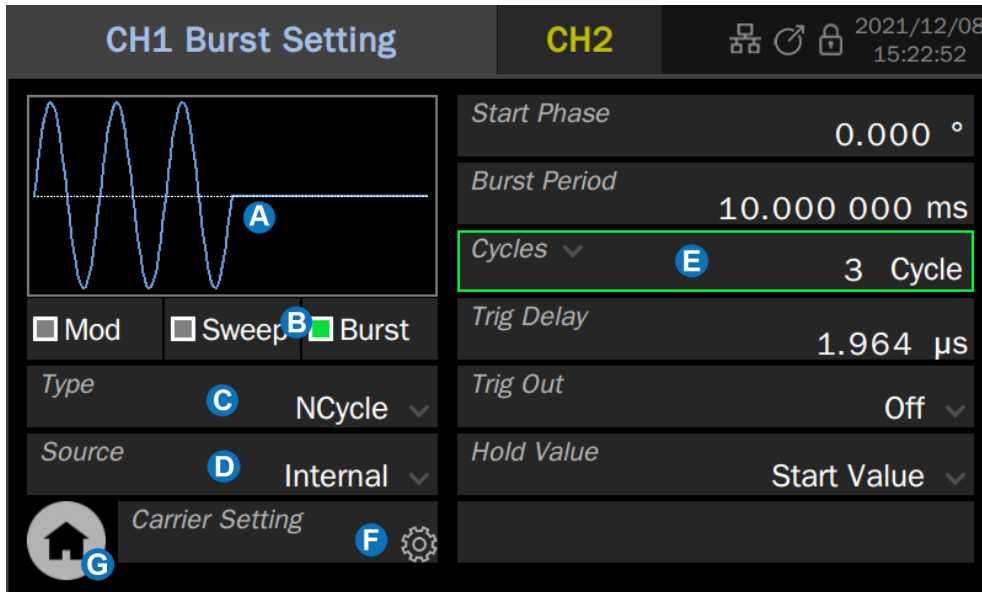 CH1 Burst Setting
CH2
2021/12/08
15:22:52
A
Mod
Sweep
B
Burst
Type
C
NCycle
Source
D
Internal
Carrier Setting
F
G
Start Phase
0.000 °
Burst Period
10.000 000 ms
Cycles
E
3 Cycle
Trig Delay
1.964 µs
Trig Out
Off
Hold Value
Start Value